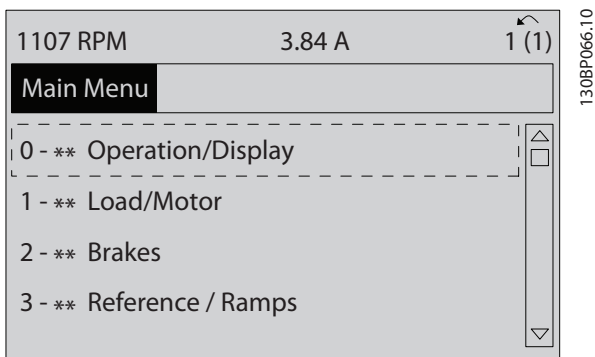 1107 RPM 3.84 A 1 (1)
Main Menu
0 - ** Operation/Display
1 - ** Load/Motor
2 - ** Brakes
3 - ** Reference / Ramps
130BP066.10